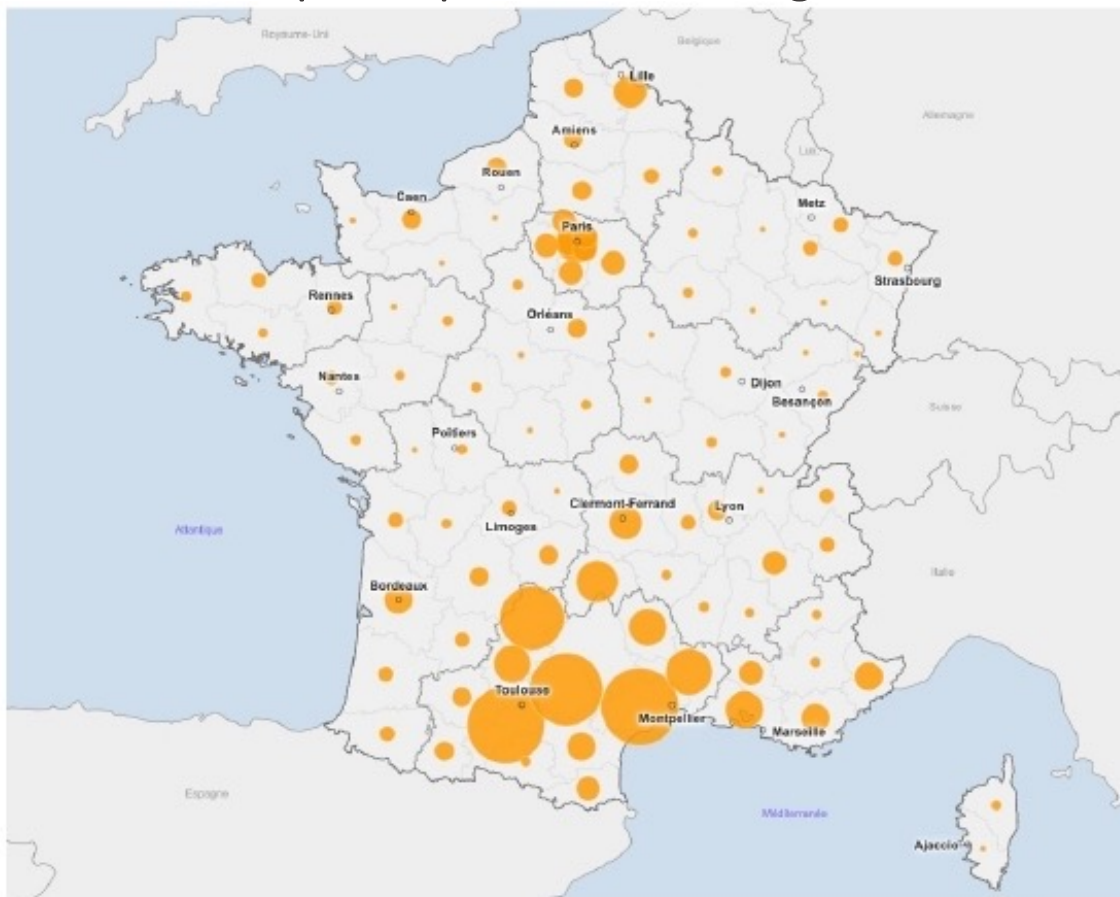 Royaume-Uni
Belgique
Lille
Allemagne
Amiens
Lux.
Rouen
Caen
Metz
Paris
Strasbourg
Rennes
Orléans
Nantes
Dijon
Besançon
Suisse
Poitiers
Clermont-Ferrand
Lyon
Limoges
Atlantique
Italie
Bordeaux
Toulouse
Montpellier
Marseille
Espagne
Méditerranée
Ajaccio